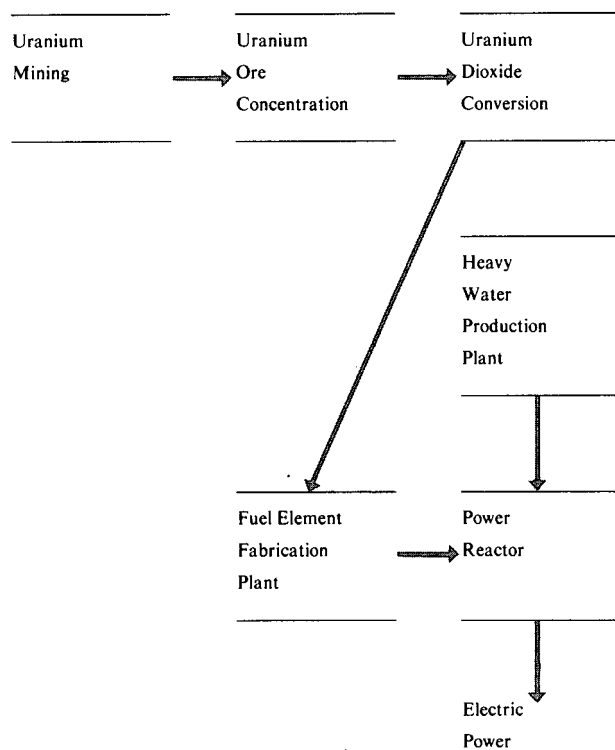 Uranium
Mining
Uranium
Ore
Concentration
Uranium
Dioxide
Conversion
Heavy
Water
Production
Plant
Fuel Element
Fabrication
Plant
Power
Reactor
Electric
Power